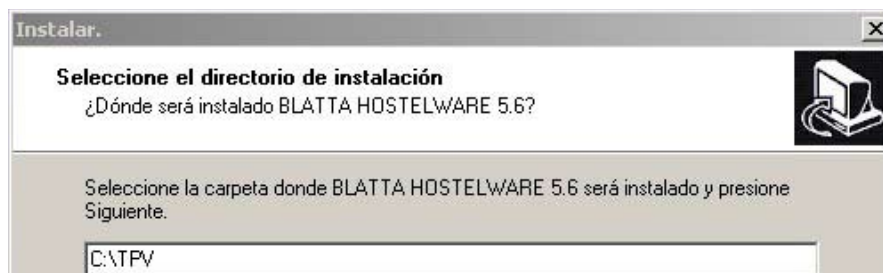 Instalar.
Seleccione el directorio de instalación
¿Dónde será instalado BLATTA HOSTELWARE 5.6?
Seleccione la carpeta donde BLATTA HOSTELWARE 5.6 será instalado y presione
Siguiente.
C:\TPV